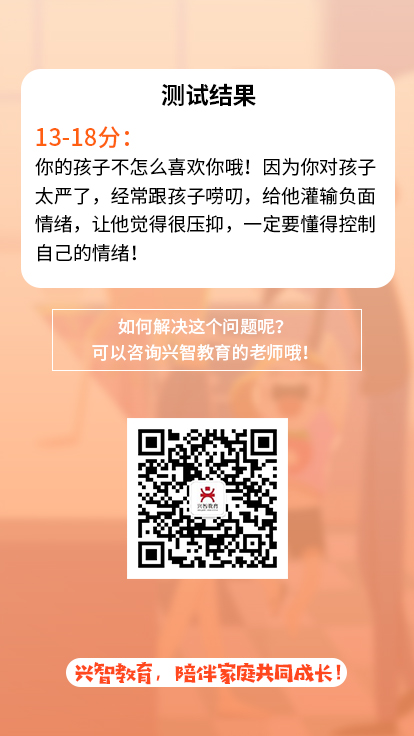 测试结果
13-18分：
你的孩子不怎么喜欢你哦！因为你对孩子
太严了，经常跟孩子唠叨，给他灌输负面
情绪，让他觉得很压抑，一定要懂得控制
自己的情绪！
如何解决这个问题呢？
可以咨询兴智教育的老师哦！
兴智教育
兴智教育，陪伴家庭共同成长！